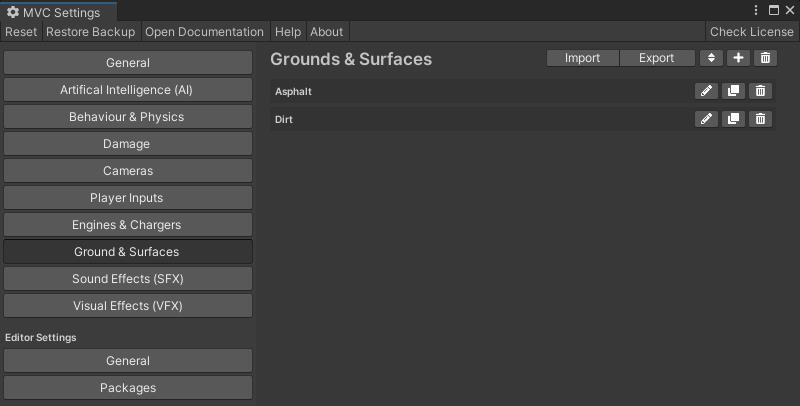 MVC Settings
Reset Restore Backup Open Documentation Help About Check License
General
Artifical Intelligence (AI)
Behaviour & Physics
Damage
Cameras
Player Inputs
Engines & Chargers
Ground & Surfaces
Sound Effects (SFX)
Visual Effects (VFX)
Editor Settings
General
Packages
Grounds & Surfaces Import Export
Asphalt
Dirt